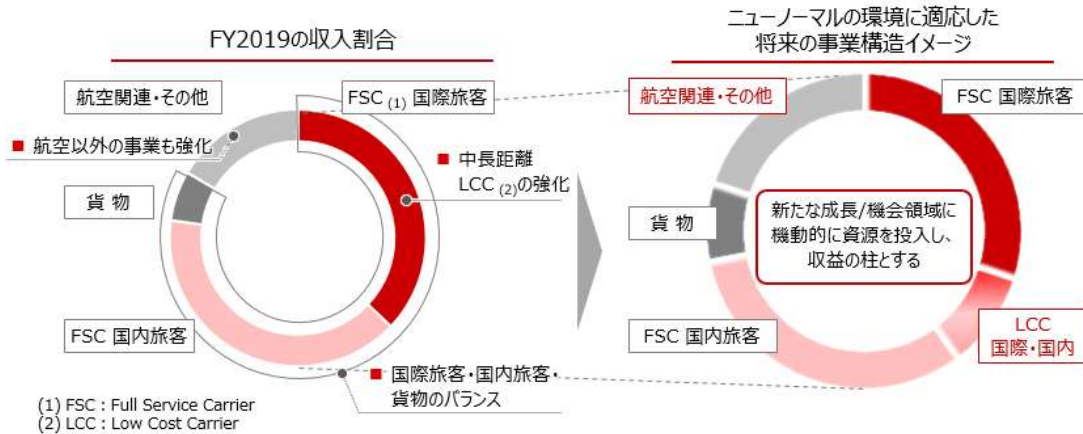 FY2019の収入割合
航空関連・その他
FSC (1) 国際旅客
■ 航空以外の事業も強化
■ 中長距離
LCC (2)の強化
貨 物
FSC 国内旅客
■ 国際旅客・国内旅客・
貨物のバランス
(1) FSC : Full Service Carrier
(2) LCC : Low Cost Carrier
ニューノーマルの環境に適応した
将来の事業構造イメージ
航空関連・その他
FSC 国際旅客
貨 物
新たな成長/機会領域に
機動的に資源を投入し、
収益の柱とする
FSC 国内旅客
LCC
国際・国内